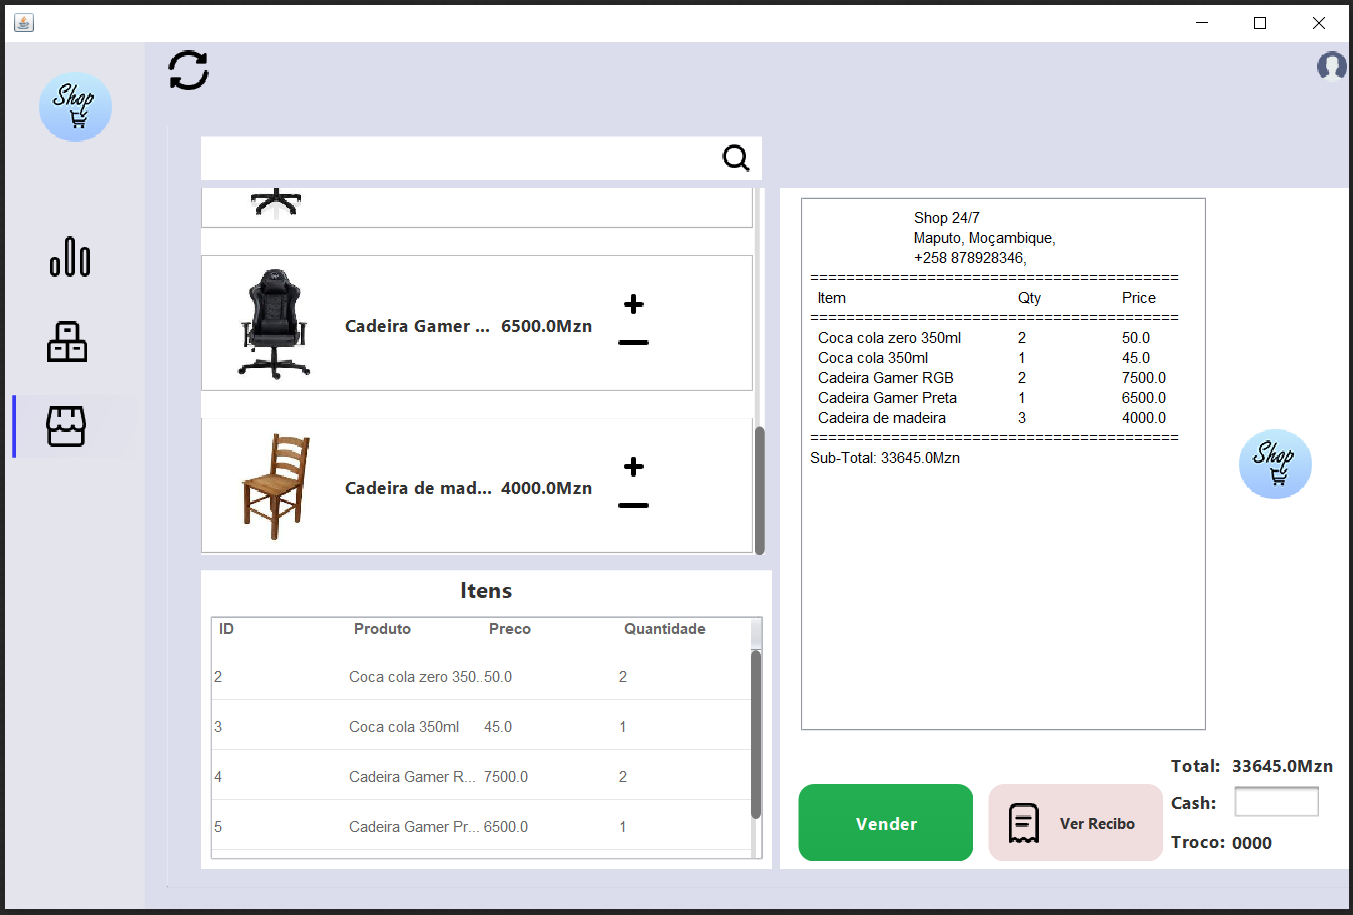 Shop
Cadeira Gamer ... 6500.0Mzn
Cadeira de mad... 4000.0Mzn
Itens
ID Produto Preco Quantidade
2 Coca cola zero 350.. 50.0 2
3 Coca cola 350ml 45.0 1
4 Cadeira Gamer R... 7500.0 2
5 Cadeira Gamer Pr... 6500.0 1
Shop 24/7
Maputo, Moçambique,
+258 878928346,
=========================================
Item Qty Price
=========================================
Coca cola zero 350ml 2 50.0
Coca cola 350ml 1 45.0
Cadeira Gamer RGB 2 7500.0
Cadeira Gamer Preta 1 6500.0
Cadeira de madeira 3 4000.0
=========================================
Sub-Total: 33645.0Mzn
Shop
Total: 33645.0Mzn
Cash:
Troco: 0000
Vender
Ver Recibo